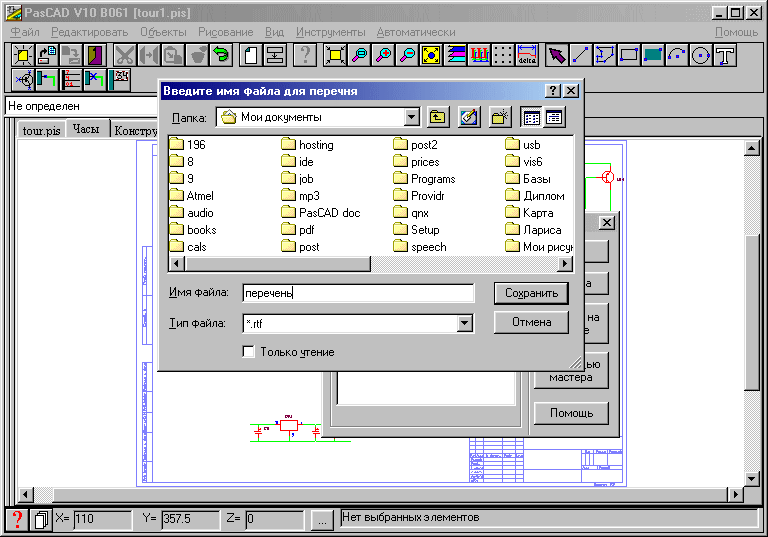 PasCAD V10 B061 [tour1.pis]
Файл Редактировать Объекты Рисование Вид Инструменты Автоматически Помощь
delta
Не определен
tour.pis Часы Констру
Введите имя файла для перечня
Папка: Мои документы
196 hosting post2 usb
8 ide prices vis6
9 job Programs Базы
Atmel mp3 Providr Диплом
audio PasCAD doc qnx Карта
books pdf Setup Лариса
cals post speech Мои рисун
Имя файла: перечень Сохранить
Тип файла: *.rtf Отмена
Только чтение
а
на
е
ью
мастера
Помощь
X= 110 Y= 357.5 Z= 0 ... Нет выбранных элементов